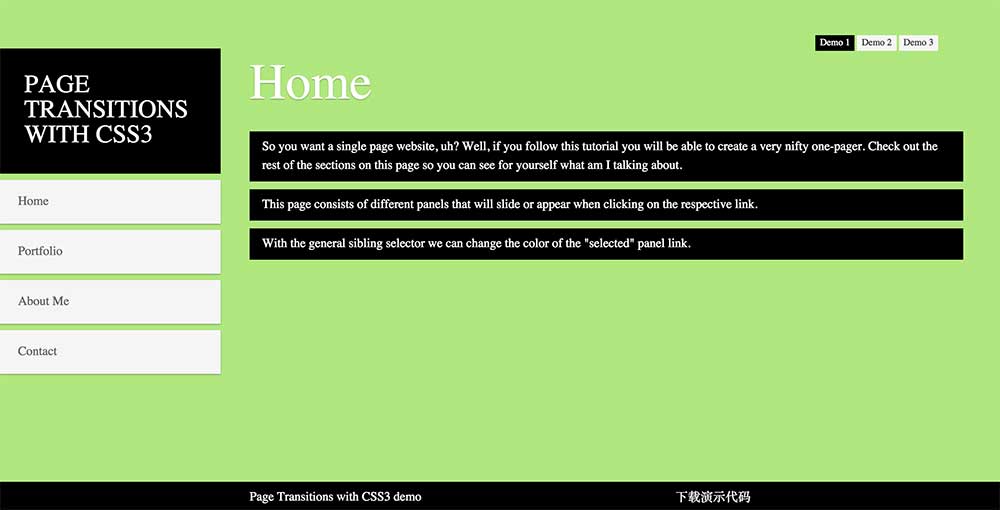 Demo 1 Demo 2 Demo 3
PAGE
TRANSITIONS
WITH CSS3
Home
Portfolio
About Me
Contact
Home
So you want a single page website, uh? Well, if you follow this tutorial you will be able to create a very nifty one-pager. Check out the
rest of the sections on this page so you can see for yourself what am I talking about.
This page consists of different panels that will slide or appear when clicking on the respective link.
With the general sibling selector we can change the color of the "selected" panel link.
Page Transitions with CSS3 demo
下载演示代码